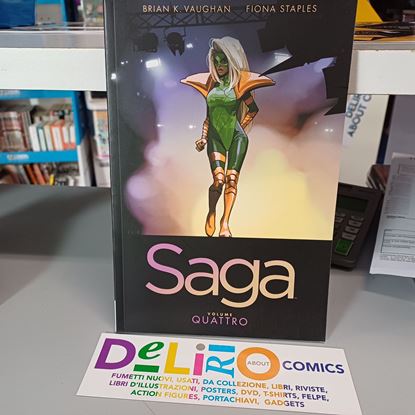 BRIAN K. VAUGHAN FIONA STAPLES
Saga
VOLUME
QUATTRO
DeLiRIO ABOUT COMICS
FUMETTI NUOVI, USATI, DA COLLEZIONE, LIBRI, RIVISTE,
LIBRI D'ILLUSTRAZIONI, POSTERS, DVD, T-SHIRTS, FELPE,
ACTION FIGURES, PORTACHIAVI, GADGETS